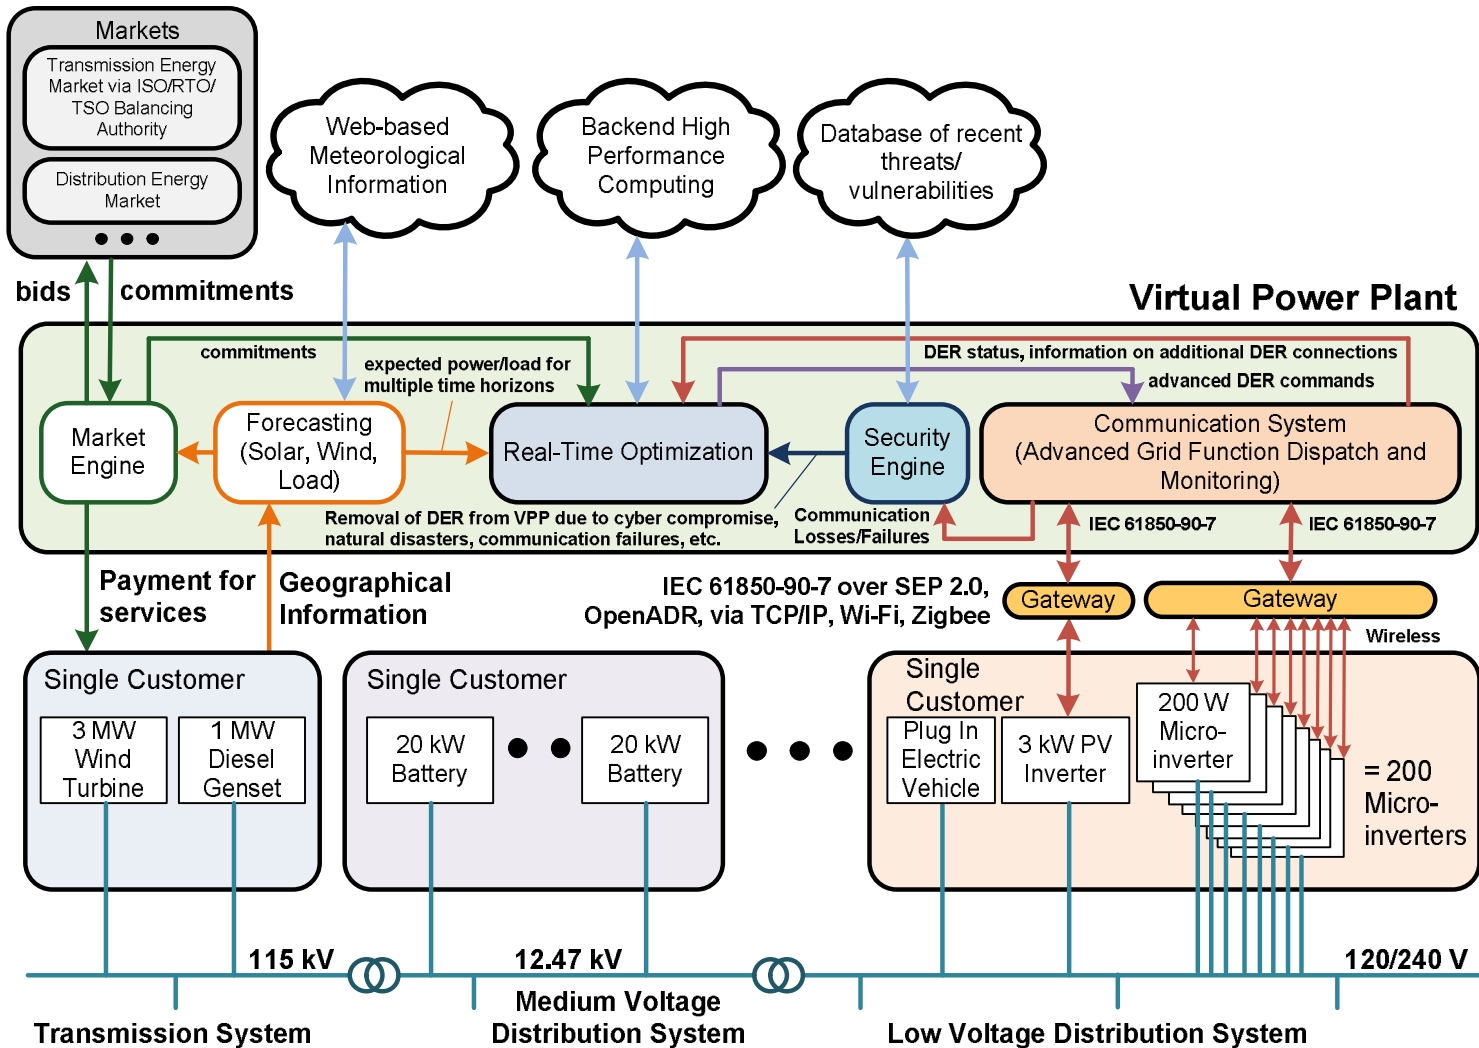 Markets
Transmission Energy
Market via ISO/RTO/
TSO Balancing
Authority
Distribution Energy
Market
Web-based
Meteorological
Information
Backend High
Performance
Computing
Database of recent
threats/
vulnerabilities
bids
commitments
Virtual Power Plant
commitments
expected power/load for
multiple time horizons
DER status, information on additional DER connections
advanced DER commands
Market
Engine
Forecasting
(Solar, Wind,
Load)
Real-Time Optimization
Security
Engine
Communication System
(Advanced Grid Function Dispatch and
Monitoring)
Removal of DER from VPP due to cyber compromise,
natural disasters, communication failures, etc.
Communication
Losses/Failures
IEC 61850-90-7
IEC 61850-90-7
Payment for
services
Geographical
Information
IEC 61850-90-7 over SEP 2.0,
OpenADR, via TCP/IP, Wi-Fi, Zigbee
Gateway
Gateway
Wireless
Single Customer
3 MW
Wind
Turbine
1 MW
Diesel
Genset
Single Customer
20 kW
Battery
20 kW
Battery
Single
Customer
Plug In
Electric
Vehicle
3 kW PV
Inverter
200 W
Micro-
inverter
= 200
Micro-
inverters
115 kV
12.47 kV
120/240 V
Transmission System
Medium Voltage
Distribution System
Low Voltage Distribution System